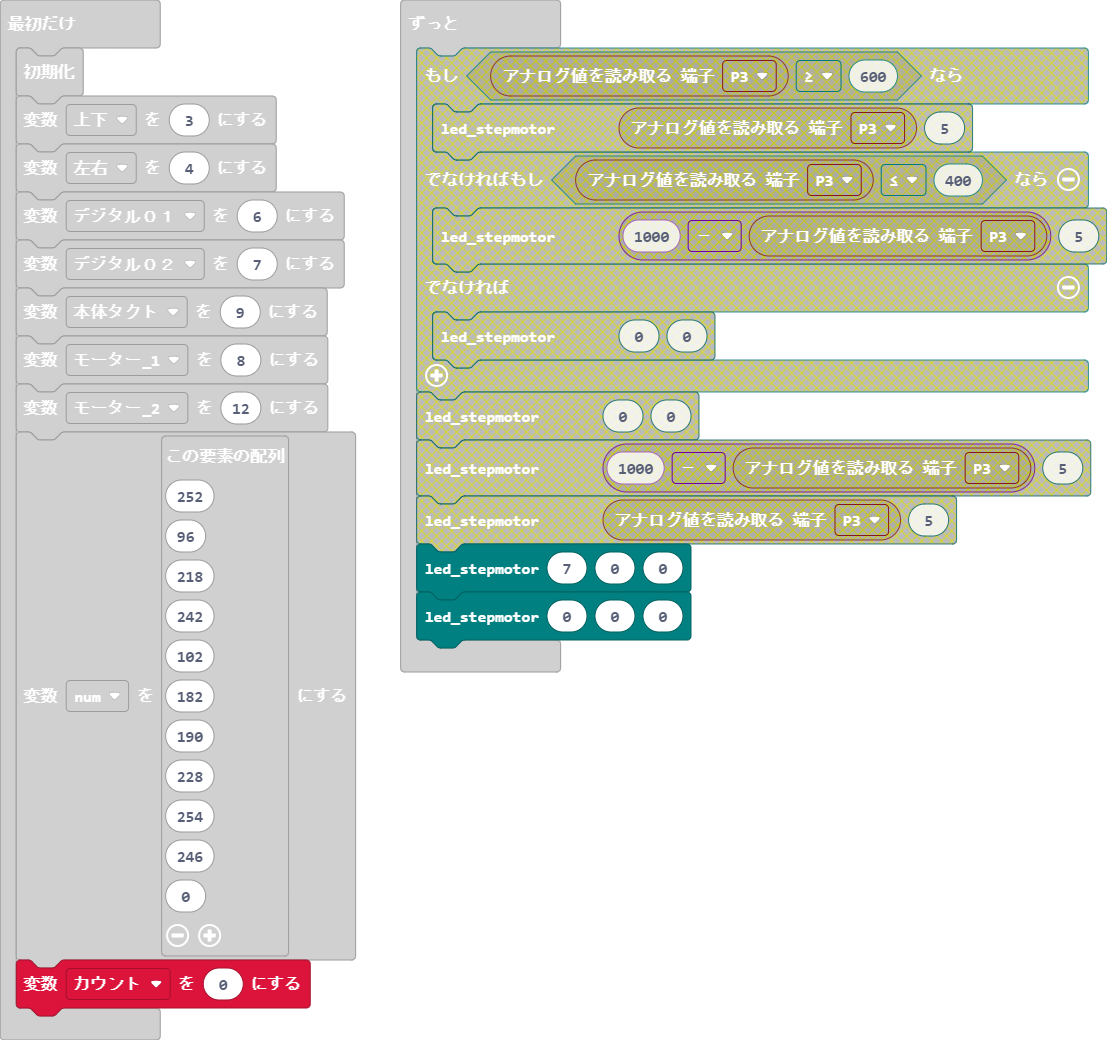 最初だけ
初期化
変数 上下 を 3 にする
変数 左右 を 4 にする
変数 デジタル０１ を 6 にする
変数 デジタル０２ を 7 にする
変数 本体タクト を 9 にする
変数 モーター_1 を 8 にする
変数 モーター_2 を 12 にする
この要素の配列
252
96
218
242
102
182
変数 num を にする
190
228
254
246
0
変数 カウント を 0 にする
ずっと
もし アナログ値を読み取る 端子 P3 ≥ 600 なら
led_stepmotor アナログ値を読み取る 端子 P3 5
でなければもし アナログ値を読み取る 端子 P3 ≤ 400 なら
led_stepmotor 1000 - アナログ値を読み取る 端子 P3 5
でなければ
led_stepmotor 0 0
led_stepmotor 0 0
led_stepmotor 1000 - アナログ値を読み取る 端子 P3 5
led_stepmotor アナログ値を読み取る 端子 P3 5
led_stepmotor 7 0 0
led_stepmotor 0 0 0